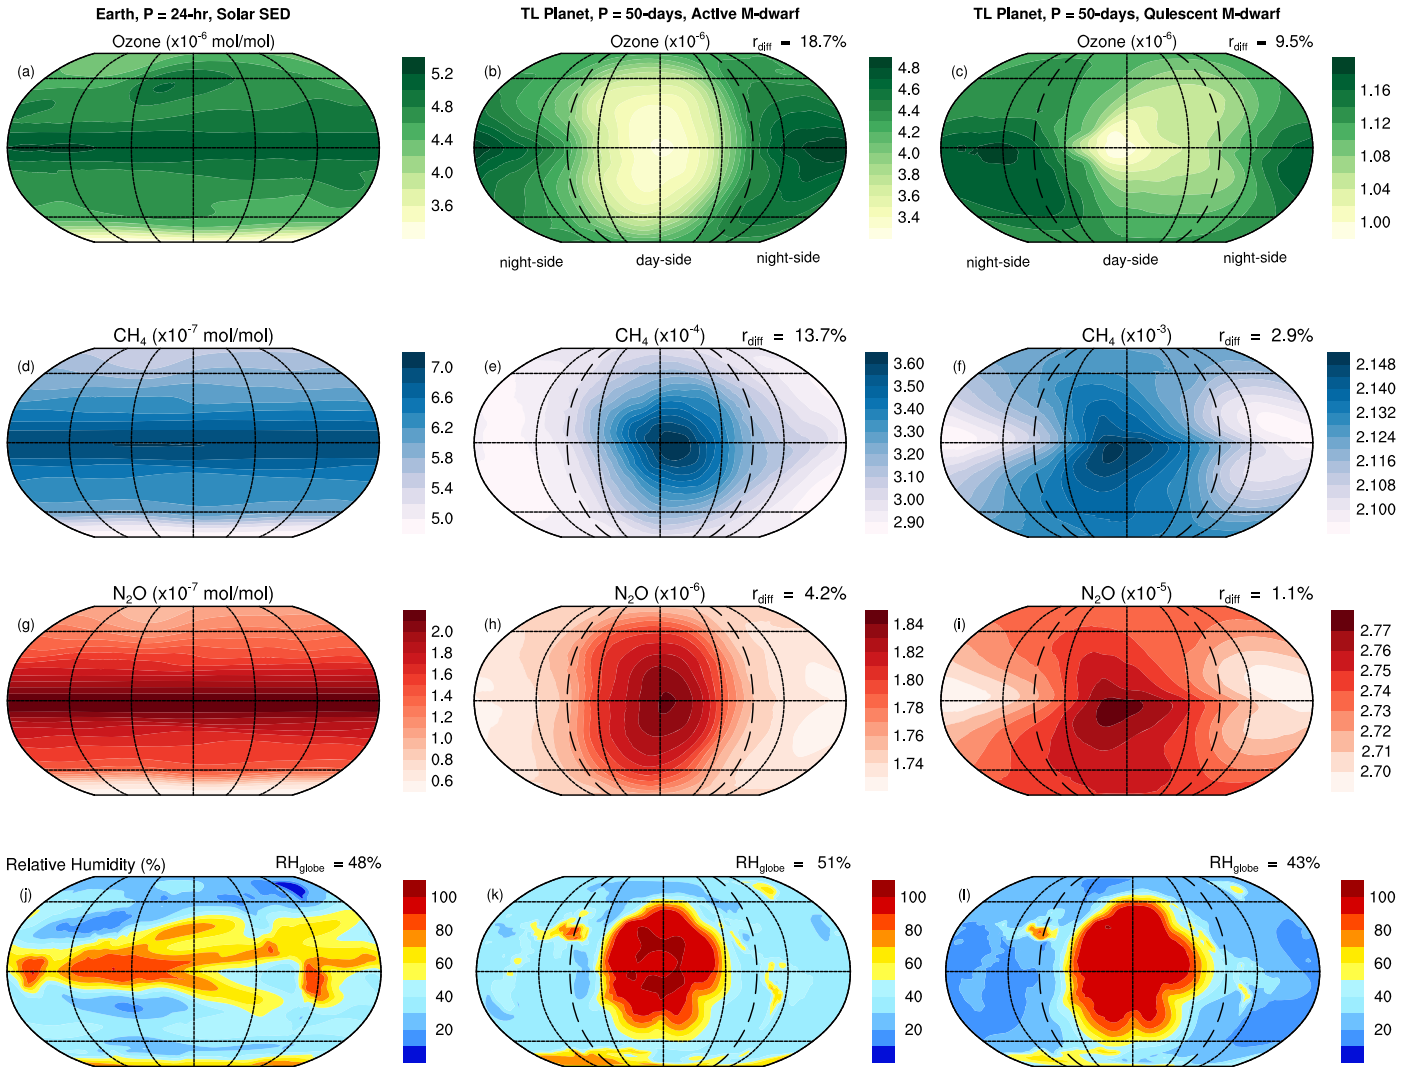 Earth, P = 24-hr, Solar SED
TL Planet, P = 50-days, Active M-dwarf
TL Planet, P = 50-days, Quiescent M-dwarf
Ozone (x10-6 mol/mol)
Ozone (x10-6) rdiff = 18.7%
Ozone (x10-6) rdiff = 9.5%
(a)
5.2
4.8
4.4
4.0
3.6
(b)
4.8
4.6
4.4
4.2
4.0
3.8
3.6
3.4
(c)
1.16
1.12
1.08
1.04
1.00
night-side day-side night-side
night-side day-side night-side
CH4 (x10-7 mol/mol)
CH4 (x10-4) rdiff = 13.7%
CH4 (x10-3) rdiff = 2.9%
(d)
7.0
6.6
6.2
5.8
5.4
5.0
(e)
3.60
3.50
3.40
3.30
3.20
3.10
3.00
2.90
(f)
2.148
2.140
2.132
2.124
2.116
2.108
2.100
N2O (x10-7 mol/mol)
N2O (x10-6) rdiff = 4.2%
N2O (x10-5) rdiff = 1.1%
(g)
2.0
1.8
1.6
1.4
1.2
1.0
0.8
0.6
(h)
1.84
1.82
1.80
1.78
1.76
1.74
(i)
2.77
2.76
2.75
2.74
2.73
2.72
2.71
2.70
Relative Humidity (%) RHglobe = 48%
RHglobe = 51%
RHglobe = 43%
(j)
100
80
60
40
20
(k)
100
80
60
40
20
(l)
100
80
60
40
20